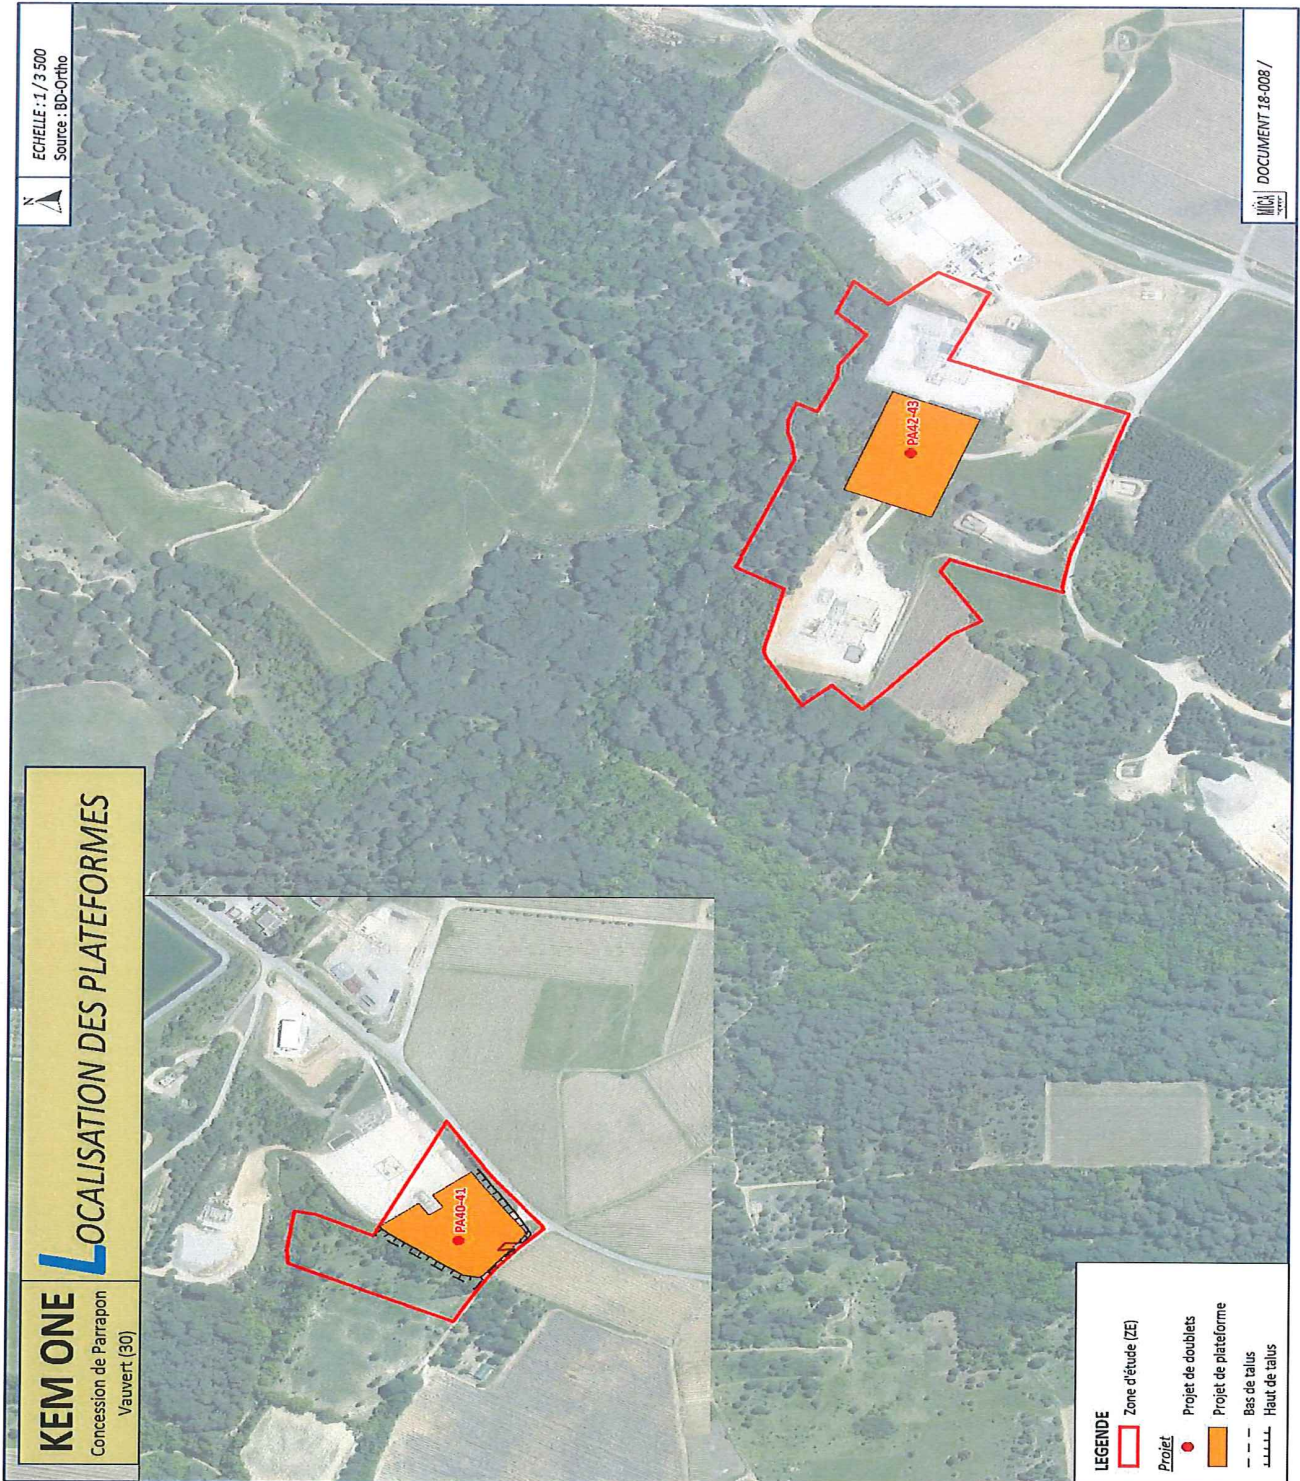 KEM ONE
Concession de Parrapon
Vauvert (30)
LOCALISATION DES PLATEFORMES
N
ECHELLE : 1 / 3 500
Source : BD-Ortho
PA40-41
PA42-43
LEGENDE
Zone d'étude (ZE)
Projet
Projet de doublets
Projet de plateforme
Bas de talus
Haut de talus
MICA
DOCUMENT 18-008 /